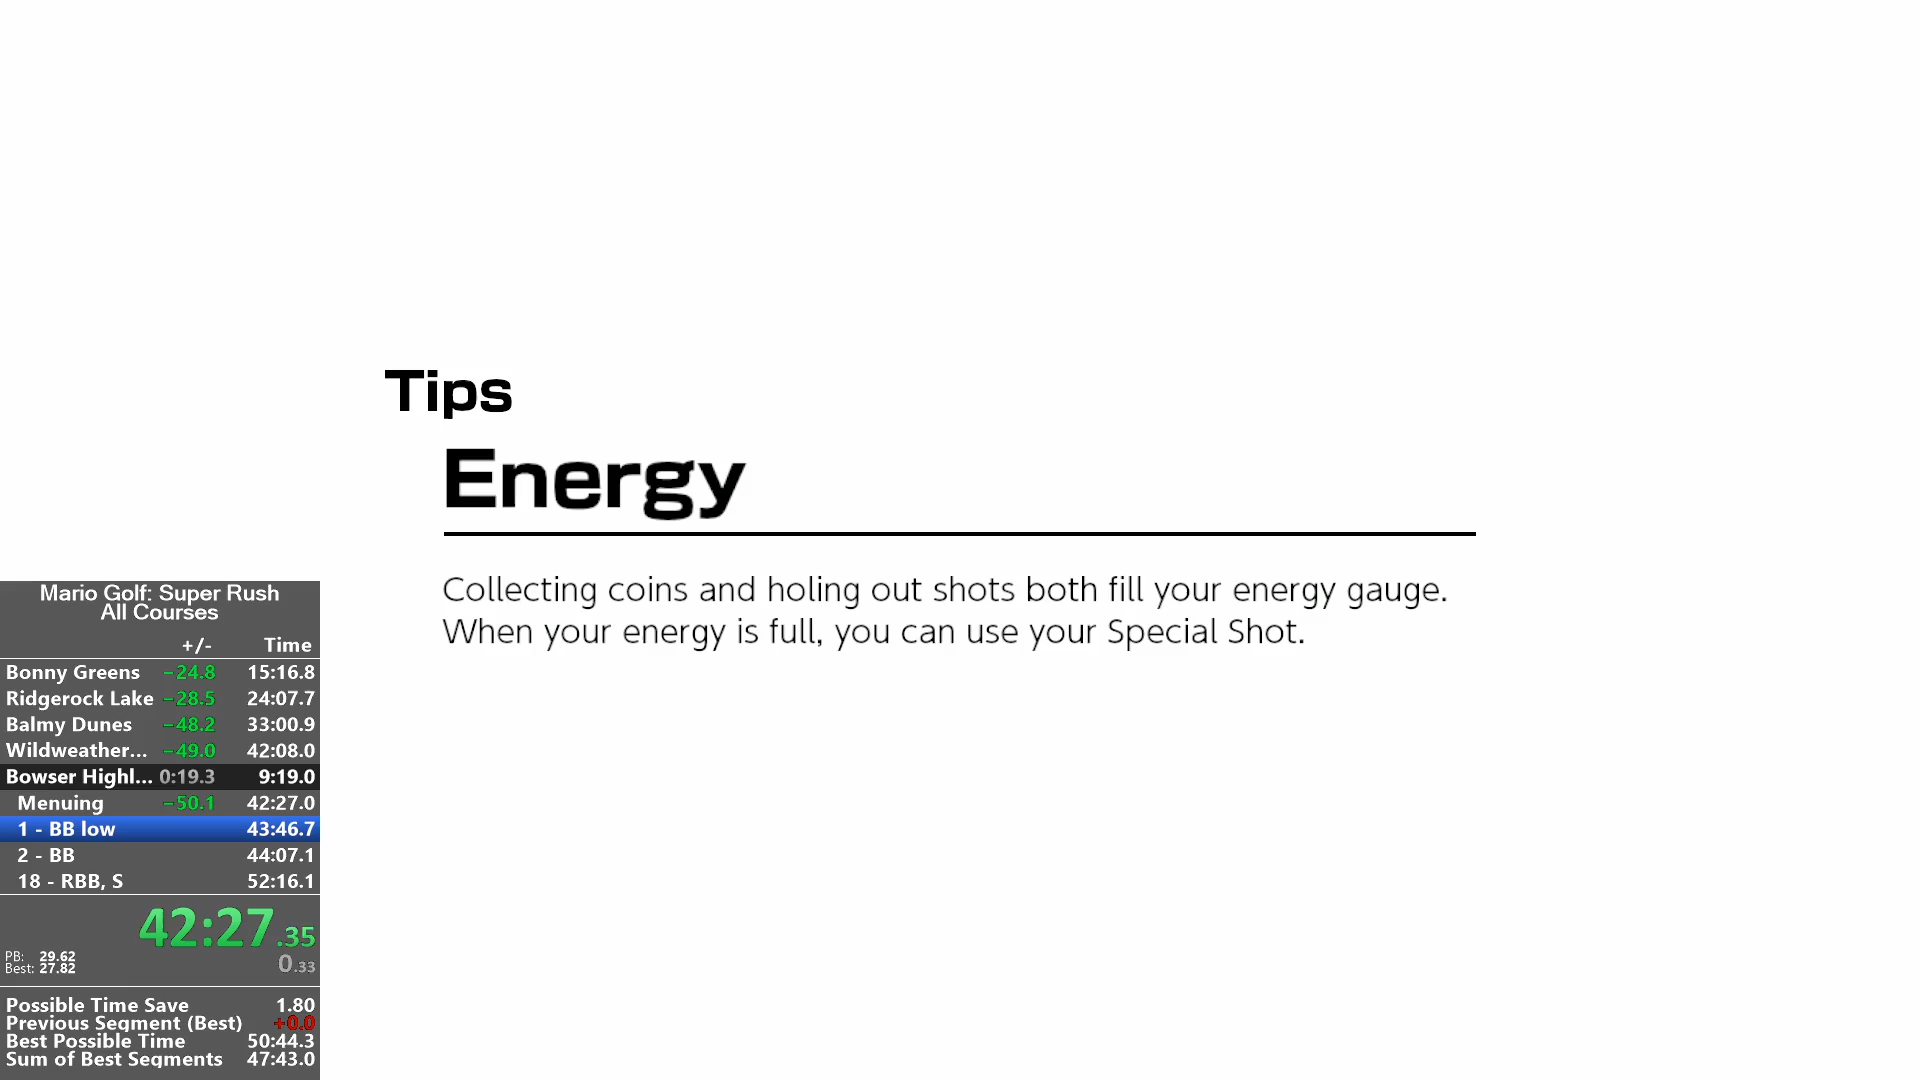 Tips
Energy
Collecting coins and holing out shots both fill your energy gauge.
When your energy is full, you can use your Special Shot.
Mario Golf: Super Rush
All Courses
+/- Time
Bonny Greens -24.8 15:16.8
Ridgerock Lake -28.5 24:07.7
Balmy Dunes -48.2 33:00.9
Wildweather... -49.0 42:08.0
Bowser Highl... 0:19.3 9:19.0
Menuing -50.1 42:27.0
1 - BB low 43:46.7
2 - BB 44:07.1
18 - RBB, S 52:16.1
42:27.35
PB: 29.62
Best: 27.82
0.33
Possible Time Save 1.80
Previous Segment (Best) +0.0
Best Possible Time 50:44.3
Sum of Best Segments 47:43.0